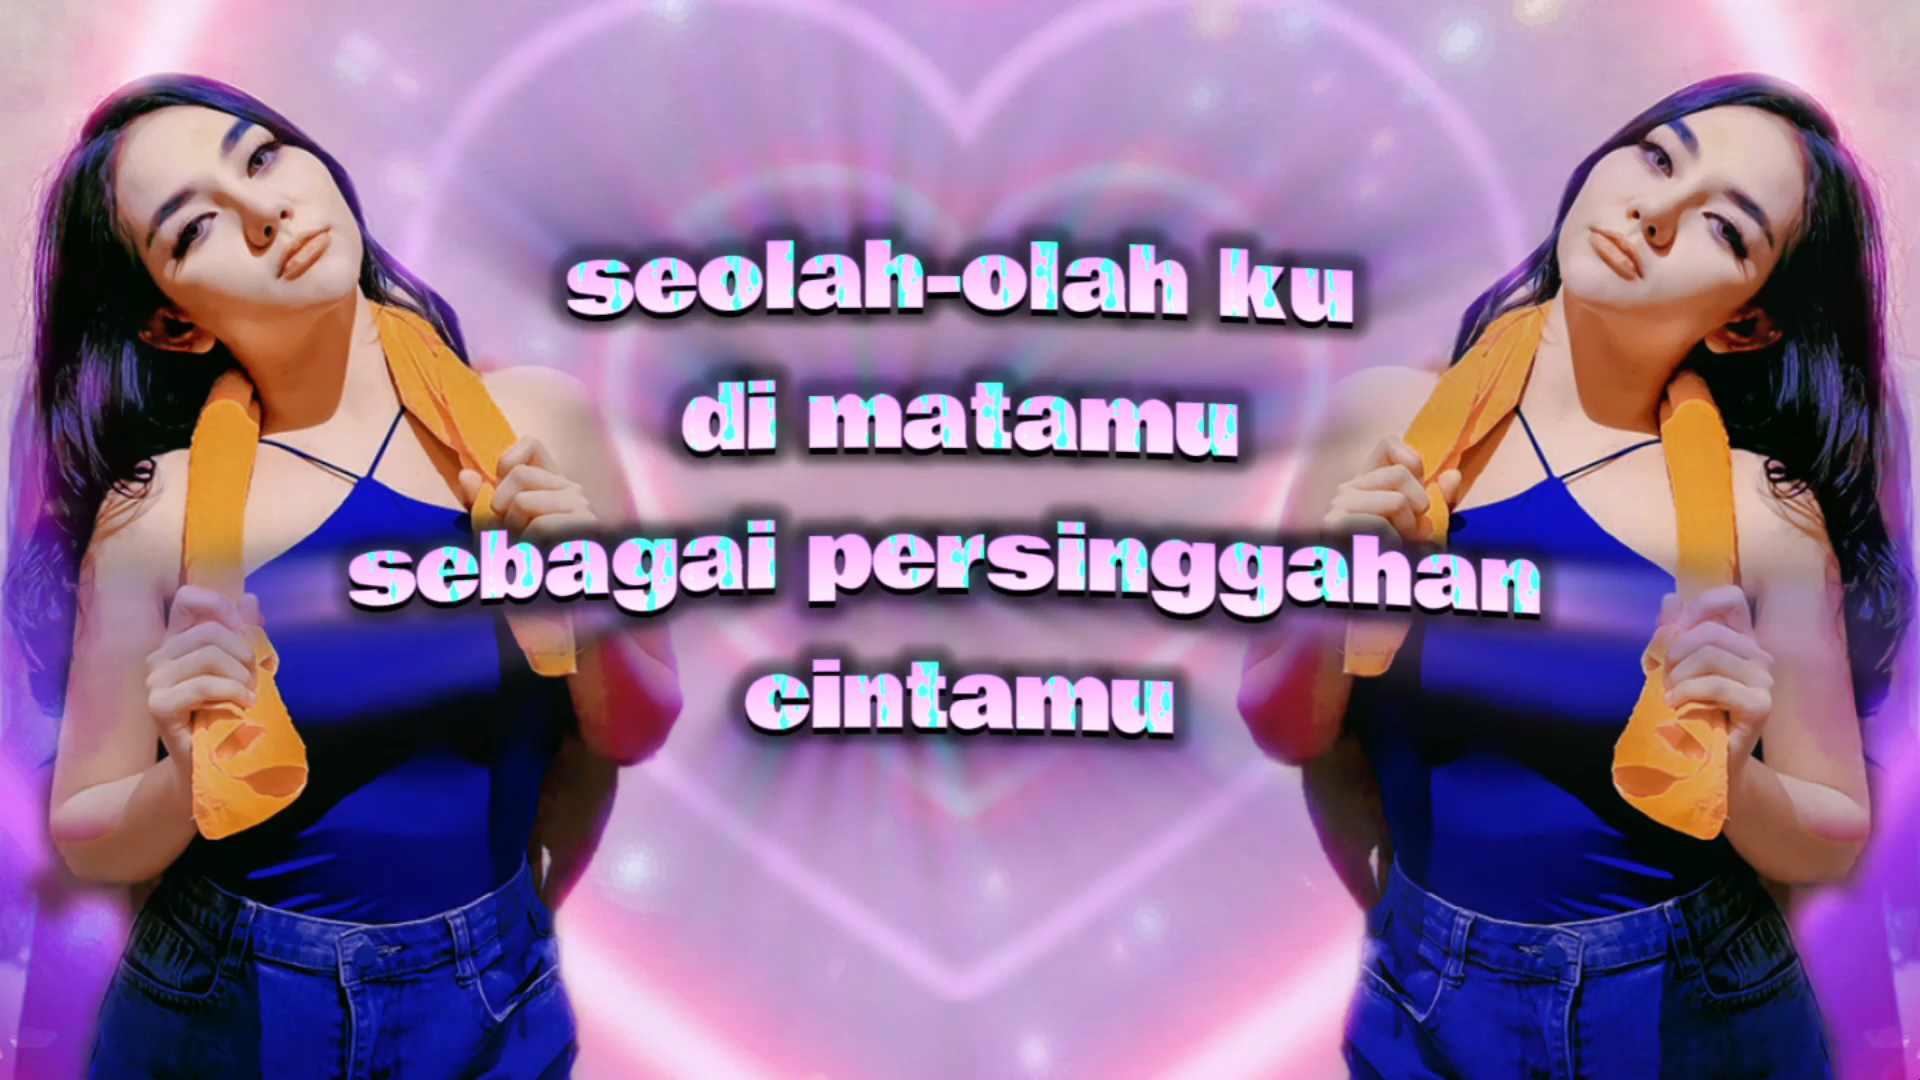 seolah-olah ku
di matamu
sebagai persinggahan
cintamu